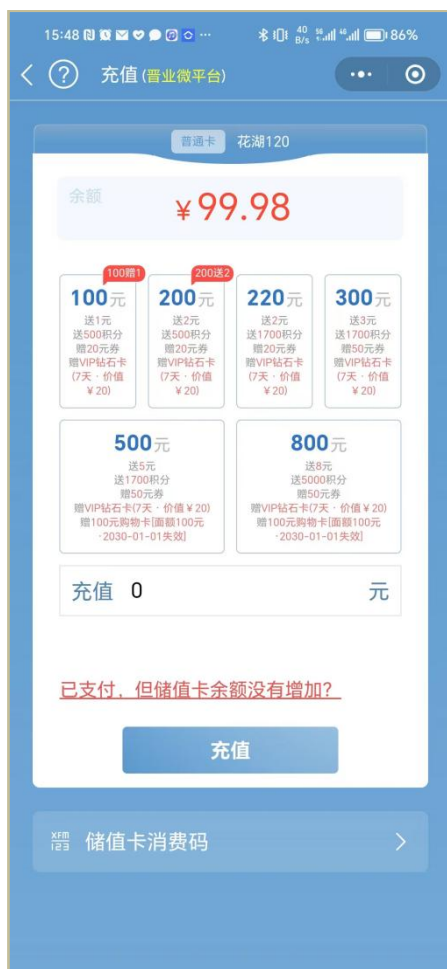 15:48 40 B/s 5G 4G 86%
充值(晋业微平台)
普通卡 花湖120
余额
¥99.98
100赠1 200送2
100元 200元 220元 300元
送1元 送2元 送2元 送3元
送500积分 送500积分 送1700积分 送1700积分
赠20元券 赠20元券 赠20元券 赠50元券
赠VIP钻石卡 赠VIP钻石卡 赠VIP钻石卡 赠VIP钻石卡
(7天·价值 (7天·价值 (7天·价值 (7天·价值
¥20) ¥20) ¥20) ¥20)
500元 800元
送5元 送8元
送1700积分 送5000积分
赠50元券 赠50元券
赠VIP钻石卡(7天·价值¥20) 赠VIP钻石卡(7天·价值¥20)
赠100元购物卡[面额100元 赠100元购物卡[面额100元
·2030-01-01失效] ·2030-01-01失效]
充值 0 元
已支付，但储值卡余额没有增加？
充值
XFM
123
储值卡消费码